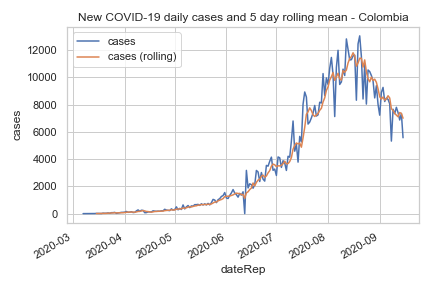 New COVID-19 daily cases and 5 day rolling mean - Colombia
cases
cases (rolling)
12000
10000
8000
6000
4000
2000
0
cases
2020-03
2020-04
2020-05
2020-06
2020-07
2020-08
2020-09
dateRep